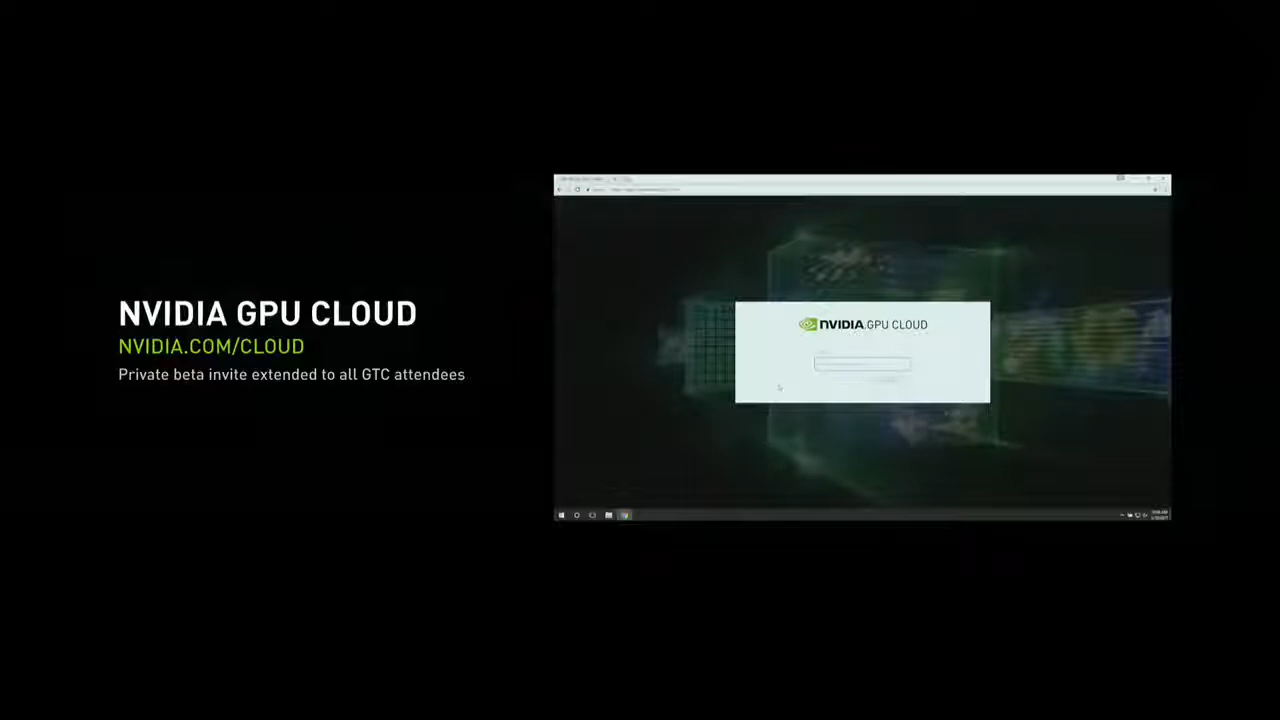 NVIDIA GPU CLOUD
NVIDIA.COM/CLOUD
Private beta invite extended to all GTC attendees
NVIDIA GPU CLOUD